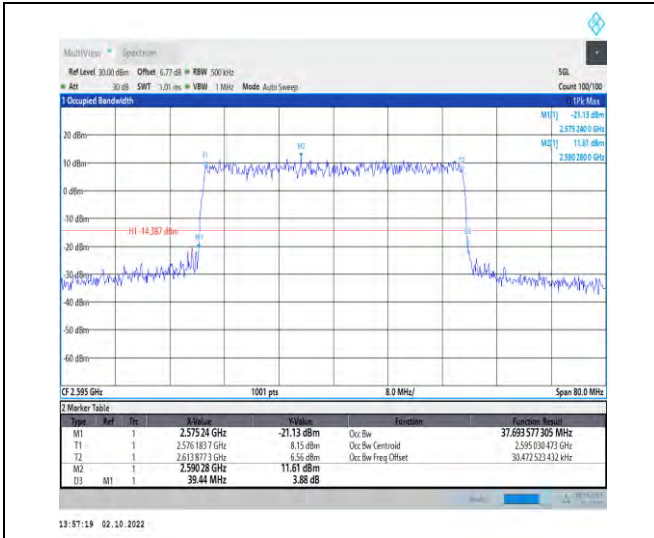 MultiView Spectrum
Ref Level 30.00 dBm Offset 6.77 dB RBW 500 kHz SGL
Att 30 dB SWT 1.01 ms VBW 1 MHz Mode Auto Sweep Count 100/100
1 Occupied Bandwidth 1Pk Max
M1[1] -21.13 dBm
2.575 240 0 GHz
M2[1] 11.61 dBm
2.590 280 0 GHz
20 dBm
T1 M2 T2
10 dBm
0 dBm
-10 dBm
H1 -14.387 dBm
M1
-20 dBm
-30 dBm
-40 dBm
-50 dBm
-60 dBm
CF 2.595 GHz 1001 pts 8.0 MHz/ Span 80.0 MHz
2 Marker Table
Type Ref Trc X-Value Y-Value Function Function Result
M1 1 2.575 24 GHz -21.13 dBm Occ Bw 37.693 577 305 MHz
T1 1 2.576 183 7 GHz 8.15 dBm Occ Bw Centroid 2.595 030 473 GHz
T2 1 2.613 877 3 GHz 6.56 dBm Occ Bw Freq Offset 30.472 523 432 kHz
M2 1 2.590 28 GHz 11.61 dBm
D3 M1 1 39.44 MHz 3.88 dB
13:57:19 02.10.2022